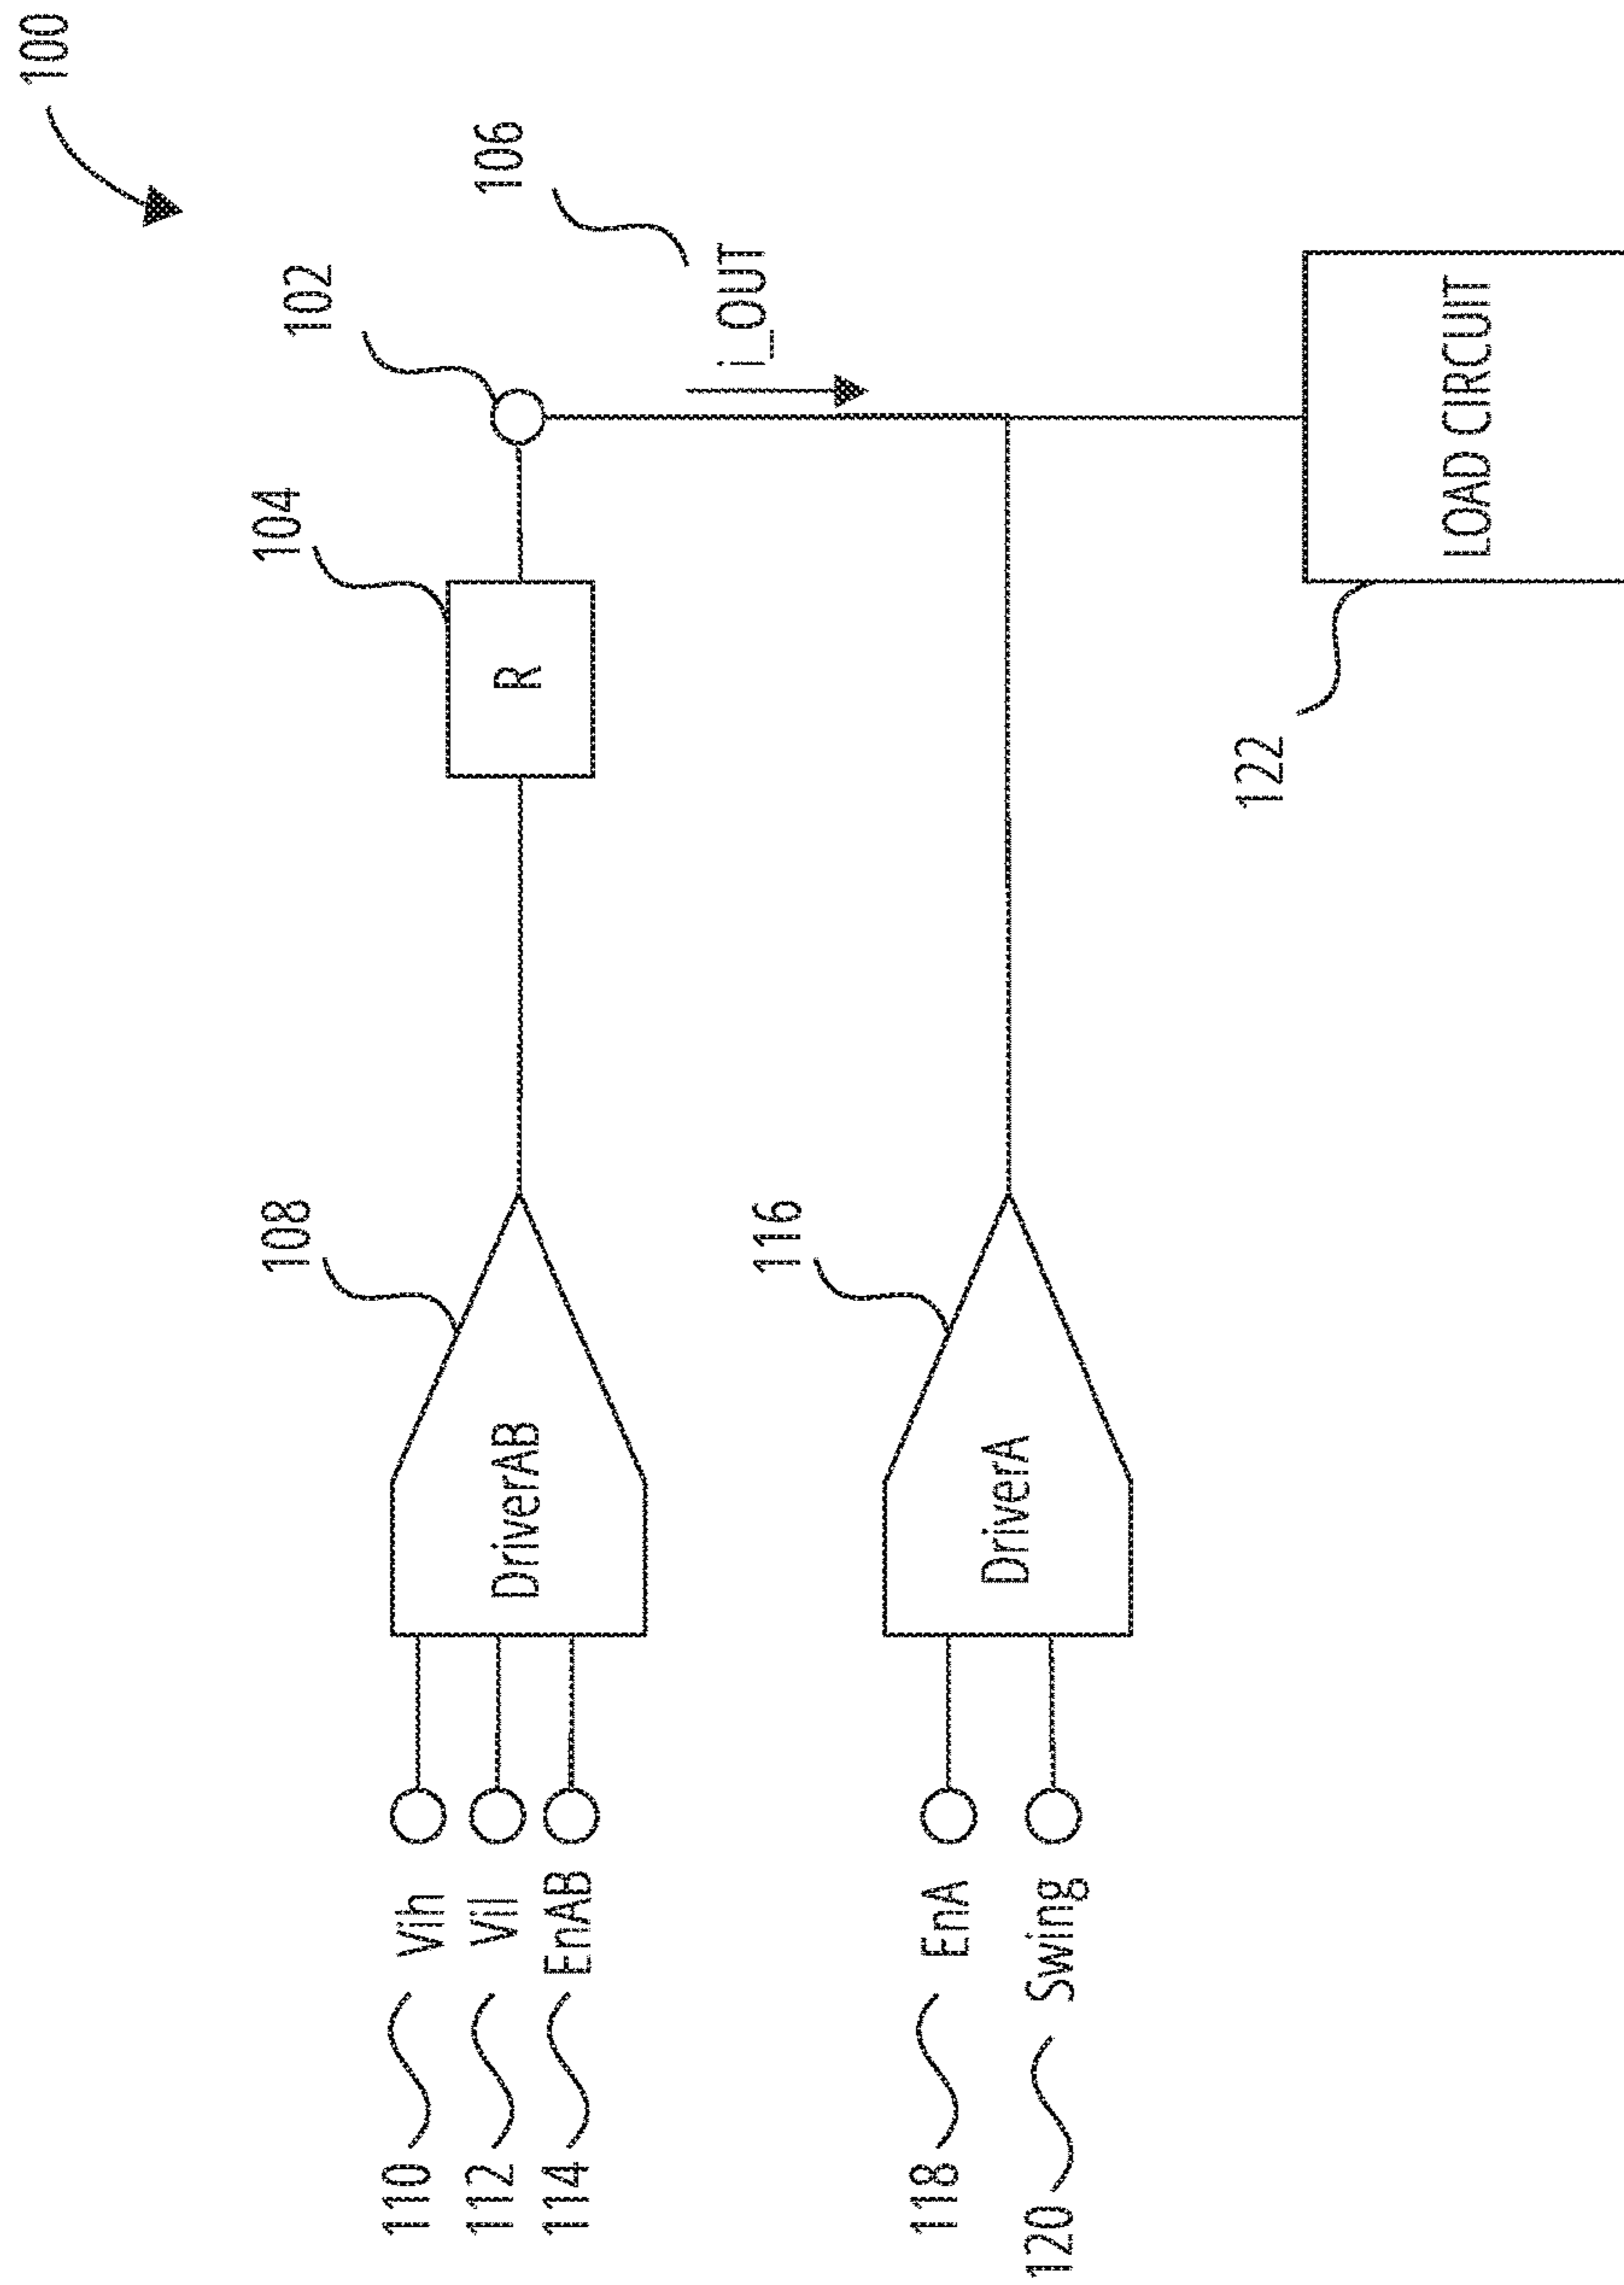 100
102
104
106
i_OUT
R
108
DriverAB
110
Vih
112
Vil
114
EnAB
116
DriverA
118
EnA
120
Swing
122
LOAD CIRCUIT